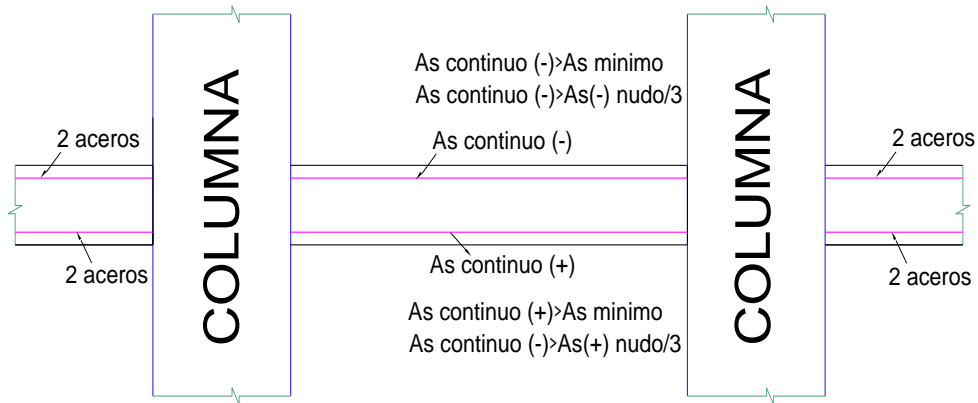 As continuo (-)>As minimo
As continuo (-)>As(-) nudo/3
2 aceros
As continuo (-)
2 aceros
COLUMNA
COLUMNA
2 aceros
As continuo (+)
2 aceros
As continuo (+)>As minimo
As continuo (-)>As(+) nudo/3